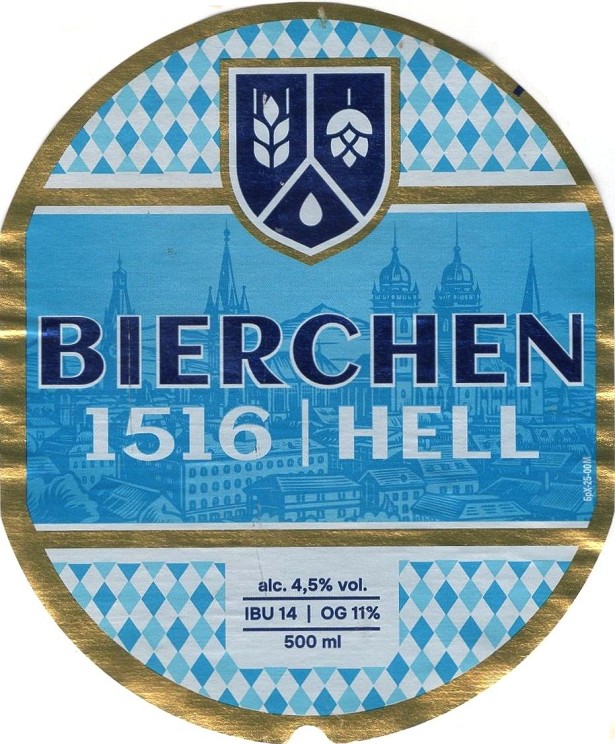 BIERCHEN
1516 | HELL
alc. 4,5% vol.
IBU 14 | OG 11%
500 ml